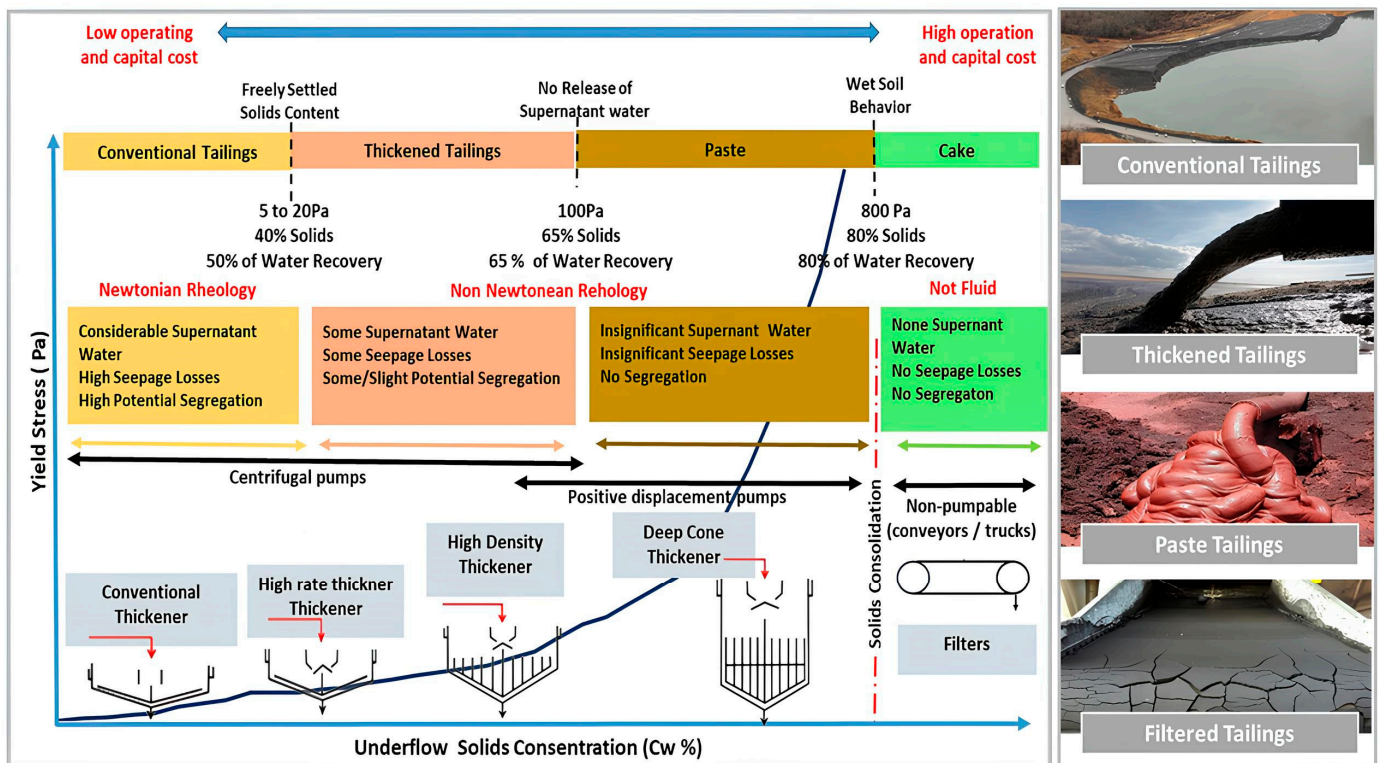 Low operating
and capital cost
High operation
and capital cost
Freely Settled
Solids Content
No Release of
Supernatant water
Wet Soil
Behavior
Conventional Tailings
Thickened Tailings
Paste
Cake
5 to 20Pa
40% Solids
50% of Water Recovery
100Pa
65% Solids
65 % of Water Recovery
800 Pa
80% Solids
80% of Water Recovery
Newtonian Rheology
Non Newtonean Rehology
Not Fluid
Considerable Supernatant
Water
High Seepage Losses
High Potential Segregation
Some Supernatant Water
Some Seepage Losses
Some/Slight Potential Segregation
Insignificant Supernant Water
Insignificant Seepage Losses
No Segregation
None Supernant
Water
No Seepage Losses
No Segregaton
Centrifugal pumps
Positive displacement pumps
Non-pumpable
(conveyors / trucks)
Conventional
Thickener
High rate thickner
Thickener
High Density
Thickener
Deep Cone
Thickener
Solids Consolidation
Filters
Yield Stress ( Pa)
Underflow Solids Consentration (Cw %)
Conventional Tailings
Thickened Tailings
Paste Tailings
Filtered Tailings